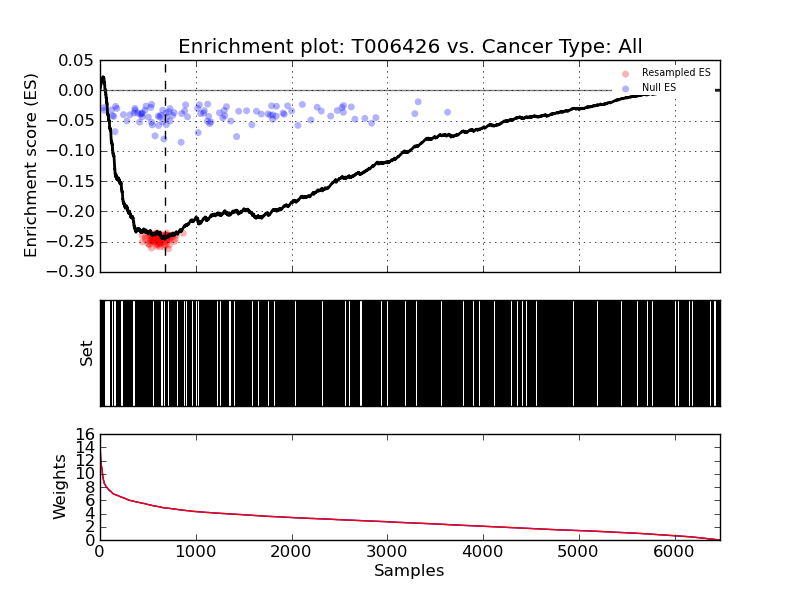 Enrichment plot: T006426 vs. Cancer Type: All
Enrichment score (ES)
0.05
0.00
−0.05
−0.10
−0.15
−0.20
−0.25
−0.30
Resampled ES
Null ES
Set
Weights
16
14
12
10
8
6
4
2
0
0 1000 2000 3000 4000 5000 6000
Samples